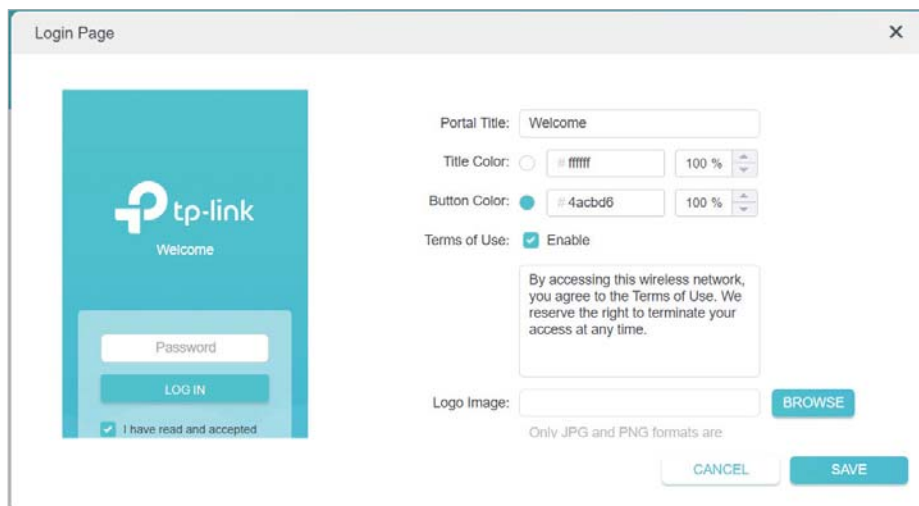 Login Page
tp-link
Welcome
Password
LOG IN
I have read and accepted
Portal Title: Welcome
Title Color: # ffffff 100 %
Button Color: # 4acbd6 100 %
Terms of Use: Enable
By accessing this wireless network,
you agree to the Terms of Use. We
reserve the right to terminate your
access at any time.
Logo Image: BROWSE
Only JPG and PNG formats are
CANCEL SAVE